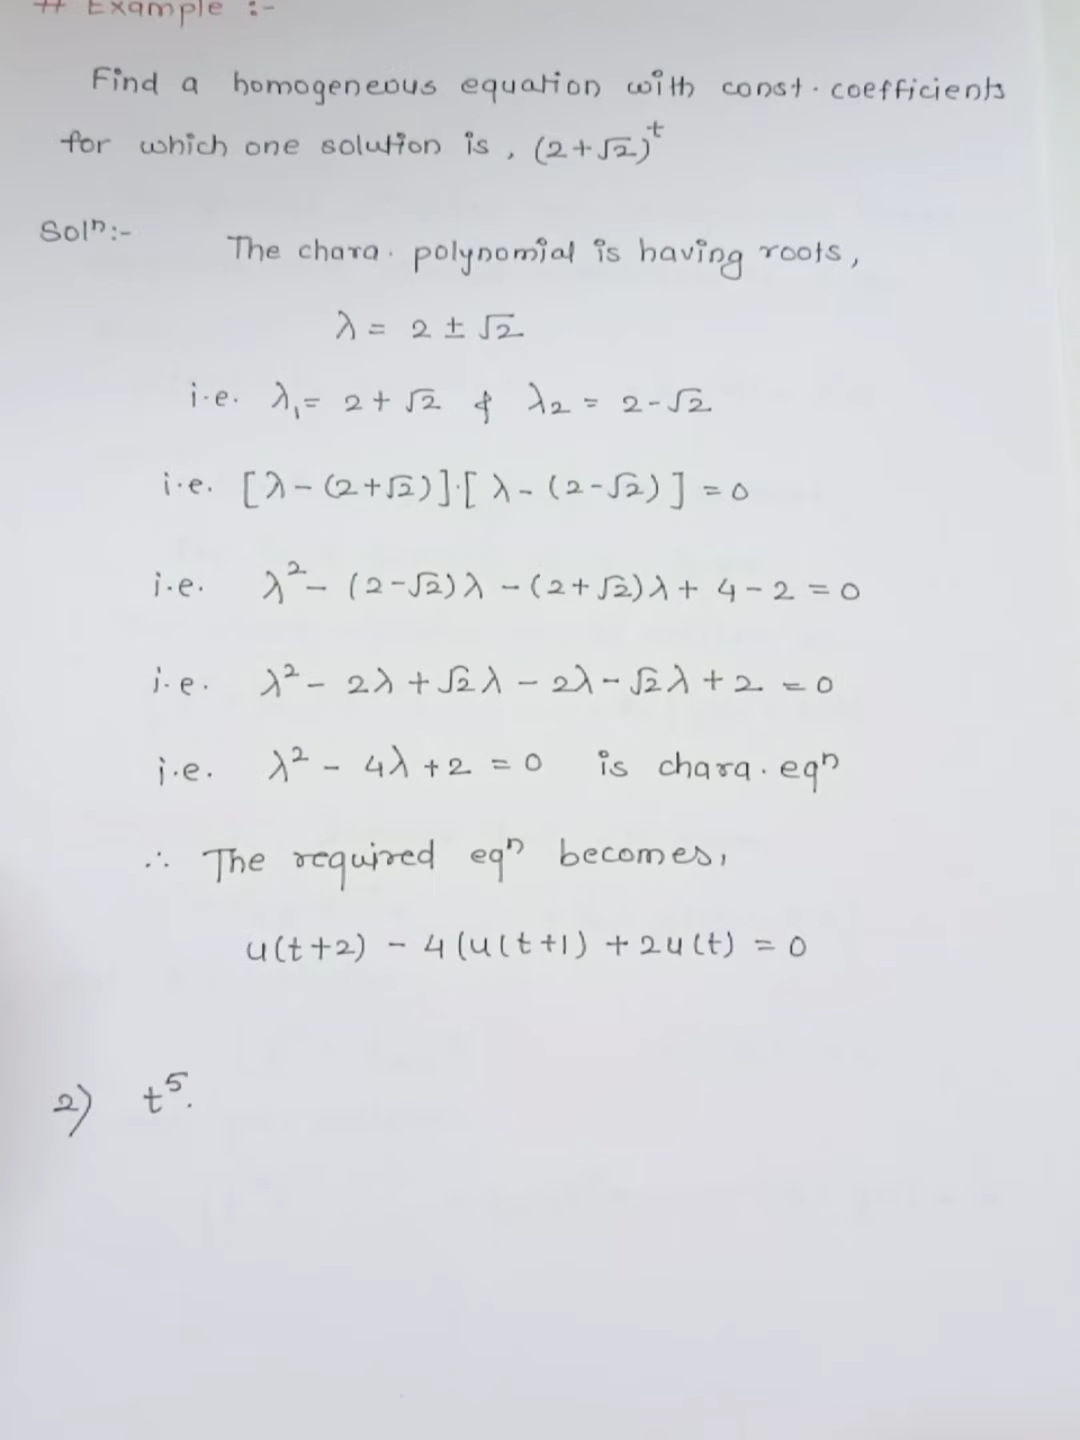 # Example :-
Find a homogeneous equation with const. coefficients
for which one solution is, (2+√2)^t
Solⁿ:- The chara. polynomial is having roots,
λ = 2 ± √2
i.e. λ₁ = 2 + √2 & λ₂ = 2-√2
i.e. [λ - (2+√2)]·[λ - (2-√2)] = 0
i.e. λ² - (2-√2)λ - (2+√2)λ + 4 - 2 = 0
i.e. λ² - 2λ + √2λ - 2λ - √2λ + 2 = 0
i.e. λ² - 4λ + 2 = 0 is chara. eqⁿ
∴ The required eqⁿ becomes,
u(t+2) - 4(u(t+1) + 2u(t) = 0
2) t⁵.